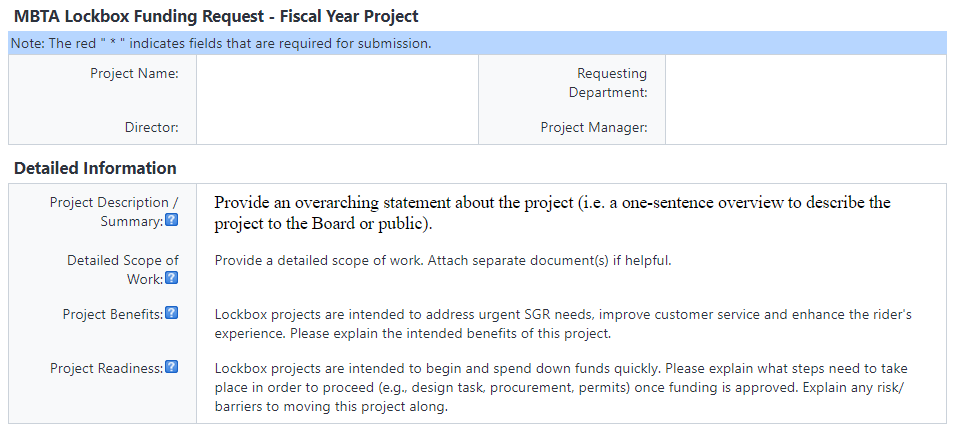 MBTA Lockbox Funding Request - Fiscal Year Project
Note: The red " * " indicates fields that are required for submission.
Project Name:
Requesting
Department:
Director:
Project Manager:
Detailed Information
Project Description /
Summary:?
Provide an overarching statement about the project (i.e. a one-sentence overview to describe the
project to the Board or public).
Detailed Scope of
Work:?
Provide a detailed scope of work. Attach separate document(s) if helpful.
Project Benefits:?
Lockbox projects are intended to address urgent SGR needs, improve customer service and enhance the rider's
experience. Please explain the intended benefits of this project.
Project Readiness:?
Lockbox projects are intended to begin and spend down funds quickly. Please explain what steps need to take
place in order to proceed (e.g., design task, procurement, permits) once funding is approved. Explain any risk/
barriers to moving this project along.